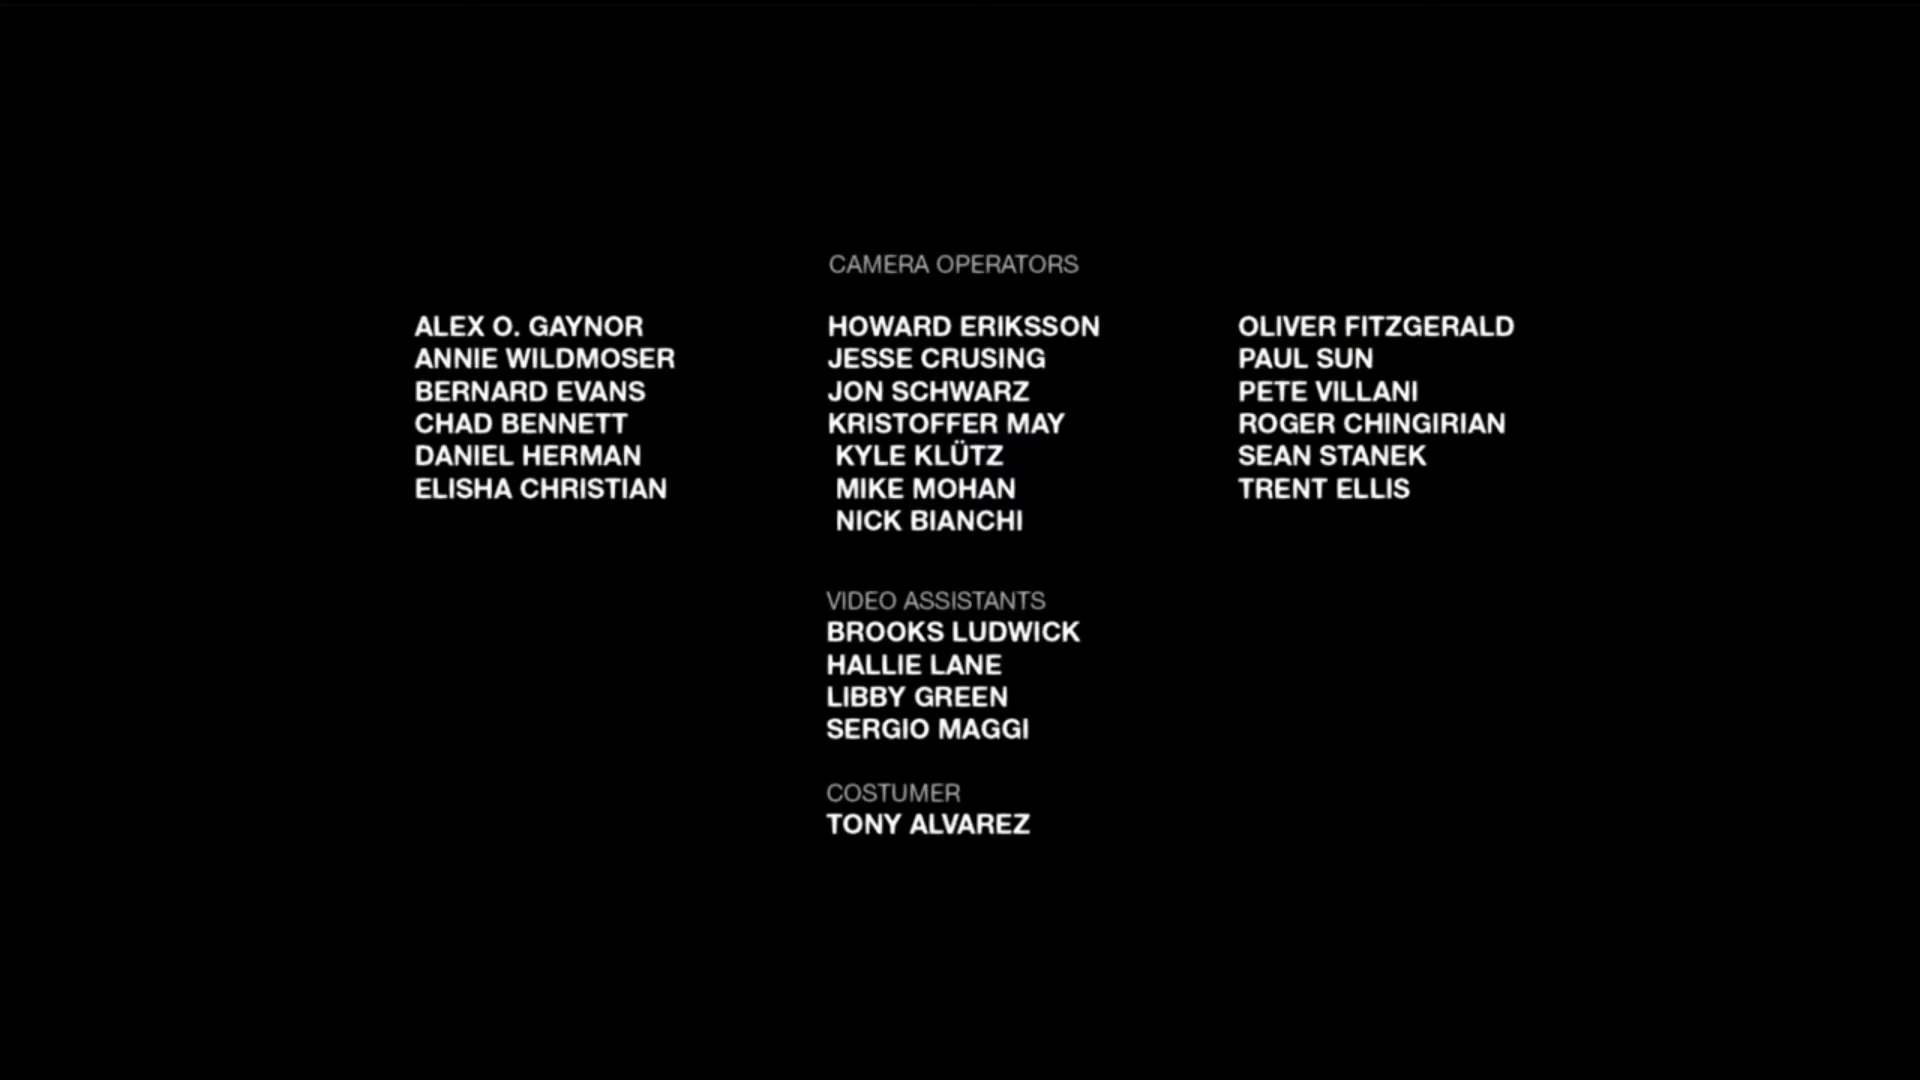 CAMERA OPERATORS
ALEX O. GAYNOR
ANNIE WILDMOSER
BERNARD EVANS
CHAD BENNETT
DANIEL HERMAN
ELISHA CHRISTIAN
HOWARD ERIKSSON
JESSE CRUSING
JON SCHWARZ
KRISTOFFER MAY
KYLE KLÜTZ
MIKE MOHAN
NICK BIANCHI
OLIVER FITZGERALD
PAUL SUN
PETE VILLANI
ROGER CHINGIRIAN
SEAN STANEK
TRENT ELLIS
VIDEO ASSISTANTS
BROOKS LUDWICK
HALLIE LANE
LIBBY GREEN
SERGIO MAGGI
COSTUMER
TONY ALVAREZ